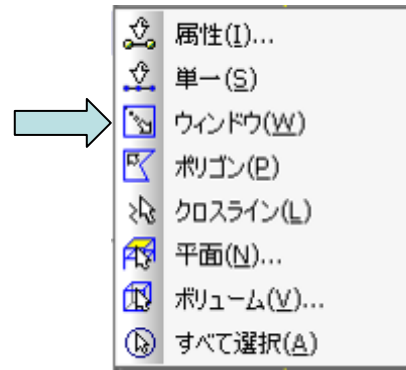 属性(I)...
単一(S)
ウィンドウ(W)
ポリゴン(P)
クロスライン(L)
平面(N)...
ボリューム(V)...
すべて選択(A)